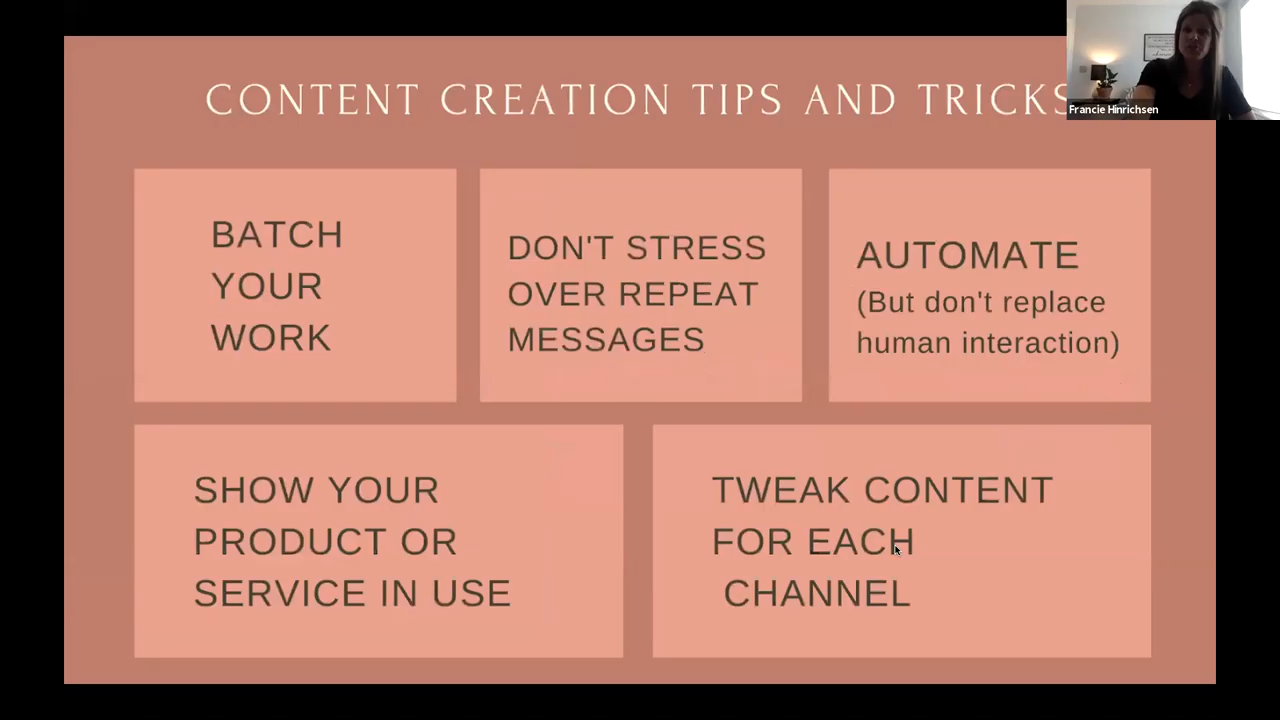 CONTENT CREATION TIPS AND TRICKS
Francie Hinrichsen
BATCH
YOUR
WORK
DON'T STRESS
OVER REPEAT
MESSAGES
AUTOMATE
(But don't replace
human interaction)
SHOW YOUR
PRODUCT OR
SERVICE IN USE
TWEAK CONTENT
FOR EACH
CHANNEL